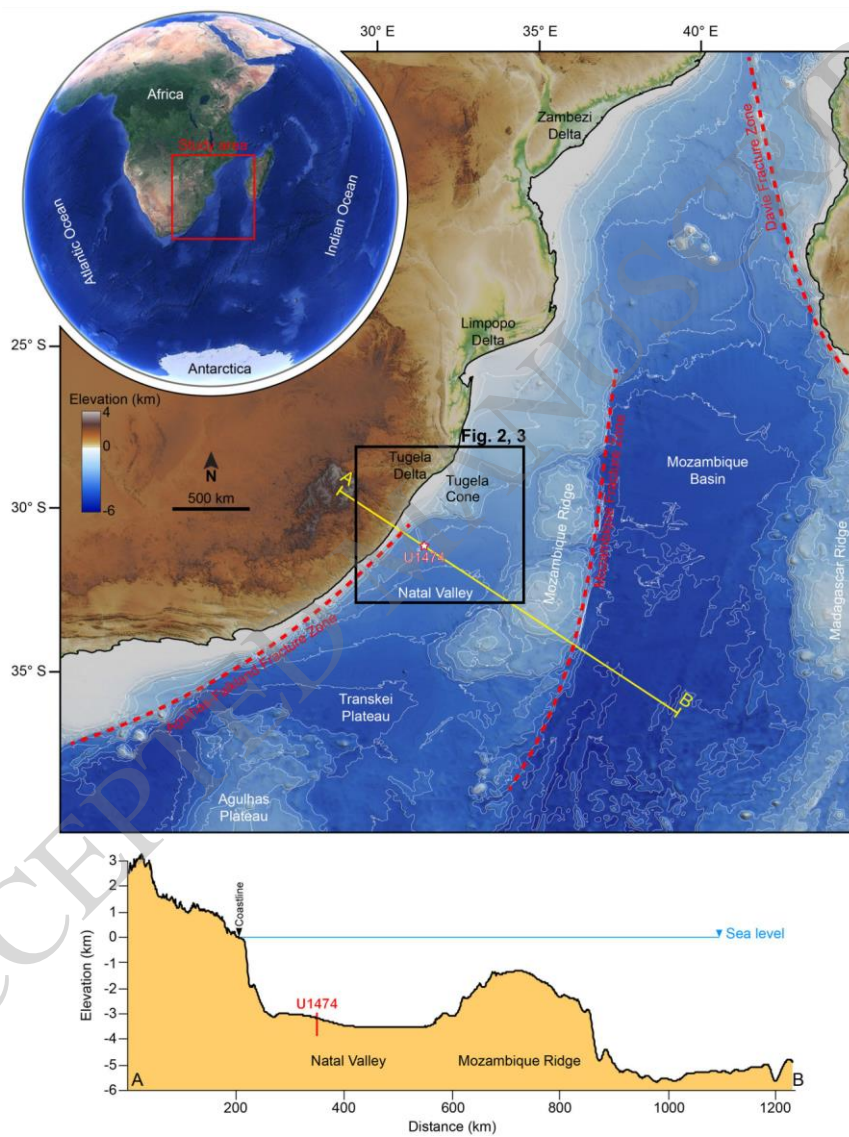 30° E
35° E
40° E
Africa
Study area
Atlantic Ocean
Indian Ocean
Antarctica
Zambezi
Delta
Davie Fracture Zone
Limpopo
Delta
25° S
Elevation (km)
4
0
-6
N
500 km
Fig. 2, 3
Tugela
Delta
Tugela
Cone
A
30° S
U1474
Natal Valley
Mozambique Ridge
Mozambique Fracture Zone
Mozambique
Basin
Madagascar Ridge
35° S
Fracture Zone
Transkei
Plateau
B
Agulhas
Plateau
ACCEPTED MANUSCRIPT
Elevation (km)
3
2
1
0
-1
-2
-3
-4
-5
-6
Coastline
Sea level
U1474
Natal Valley
Mozambique Ridge
A
B
200
400
600
800
1000
1200
Distance (km)